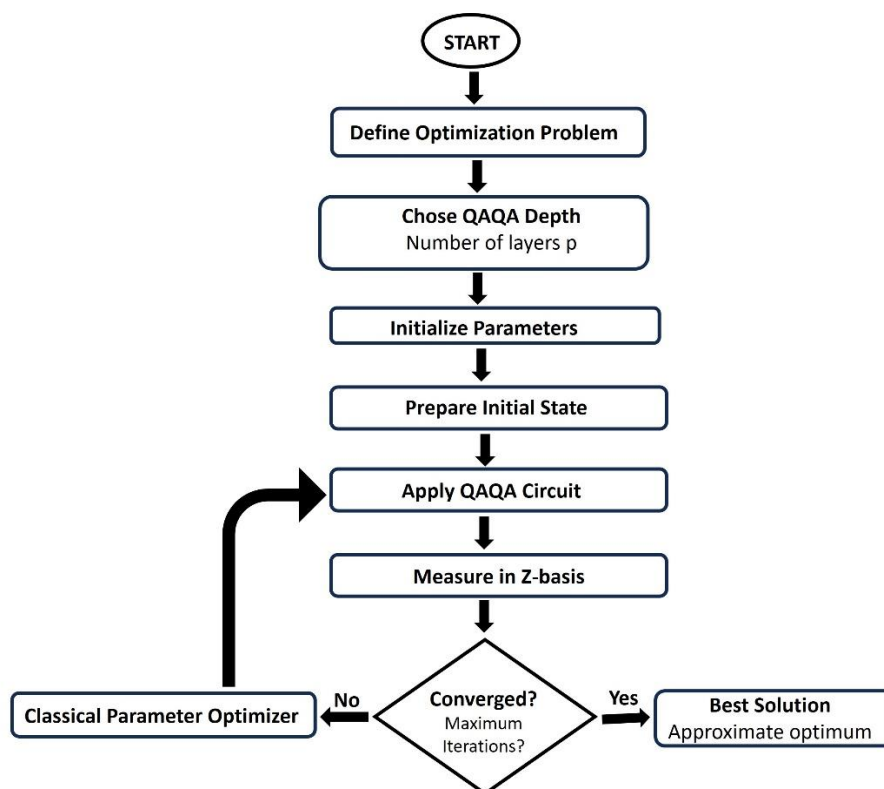 START
Define Optimization Problem
Chose QAQA Depth
Number of layers p
Initialize Parameters
Prepare Initial State
Apply QAQA Circuit
Measure in Z-basis
Classical Parameter Optimizer
No
Converged?
Maximum
Iterations?
Yes
Best Solution
Approximate optimum